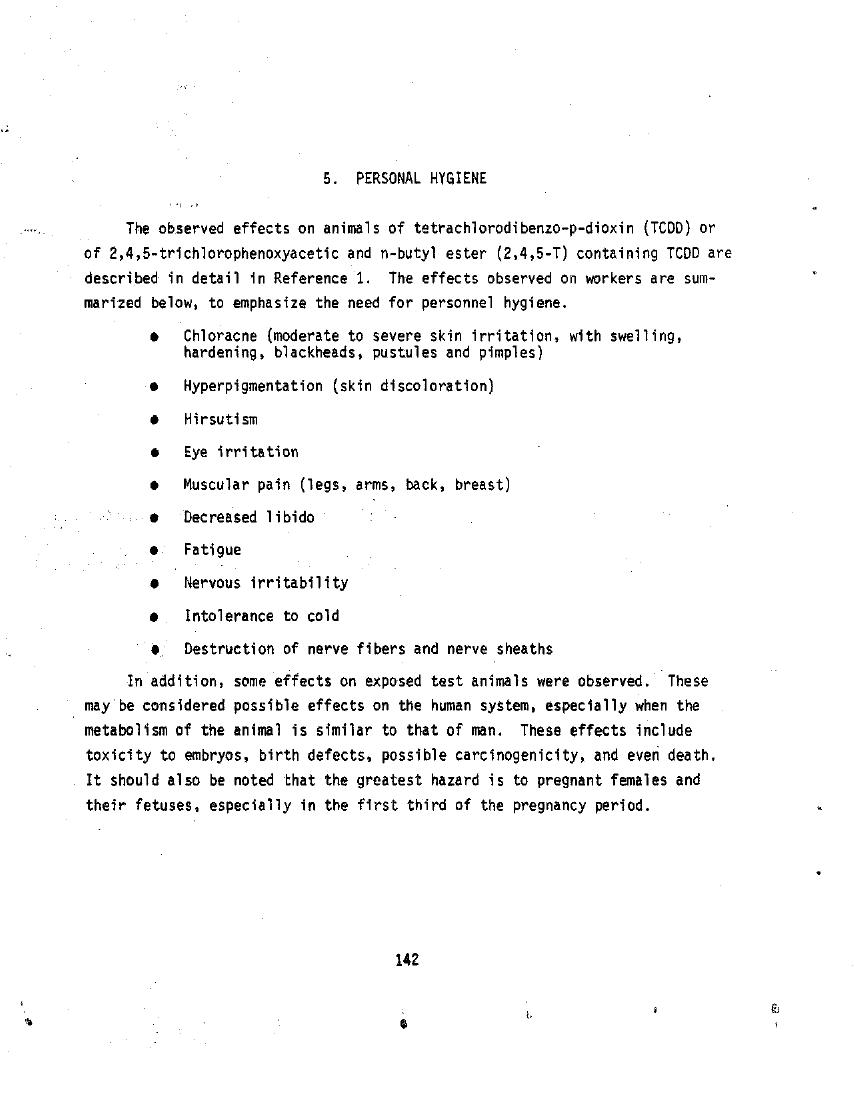 5. PERSONAL HYGIENE
The observed effects on animals of tetrachlorodibenzo-p-dioxin (TCDD) or
of 2,4,5-trichlorophenoxyacetic and n-butyl ester (2,4,5-T) containing TCDD are
described in detail in Reference 1. The effects observed on workers are sum-
marized below, to emphasize the need for personnel hygiene.
● Chloracne (moderate to severe skin irritation, with swelling,
hardening, blackheads, pustules and pimples)
● Hyperpigmentation (skin discoloration)
● Hirsutism
● Eye irritation
● Muscular pain (legs, arms, back, breast)
● Decreased libido
● Fatigue
● Nervous irritability
● Intolerance to cold
● Destruction of nerve fibers and nerve sheaths
In addition, some effects on exposed test animals were observed. These
may be considered possible effects on the human system, especially when the
metabolism of the animal is similar to that of man. These effects include
toxicity to embryos, birth defects, possible carcinogenicity, and even death.
It should also be noted that the greatest hazard is to pregnant females and
their fetuses, especially in the first third of the pregnancy period.
142